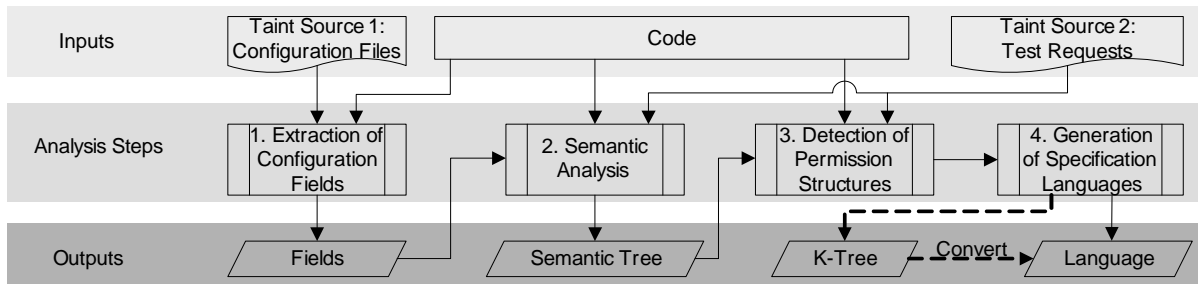 Inputs
Taint Source 1:
Configuration Files
Code
Taint Source 2:
Test Requests
Analysis Steps
1. Extraction of
Configuration
Fields
2. Semantic
Analysis
3. Detection of
Permission
Structures
4. Generation
of Specification
Languages
Outputs
Fields
Semantic Tree
K-Tree
Convert
Language